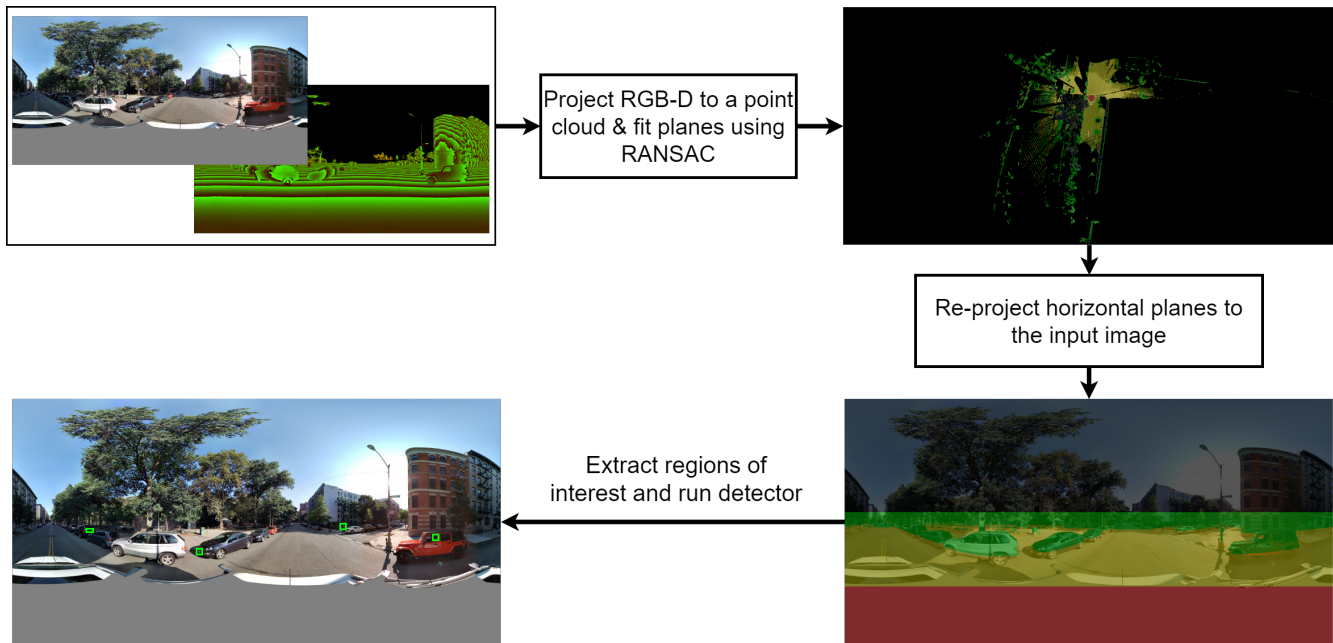 Project RGB-D to a point
cloud & fit planes using
RANSAC
Re-project horizontal planes to
the input image
Extract regions of
interest and run detector